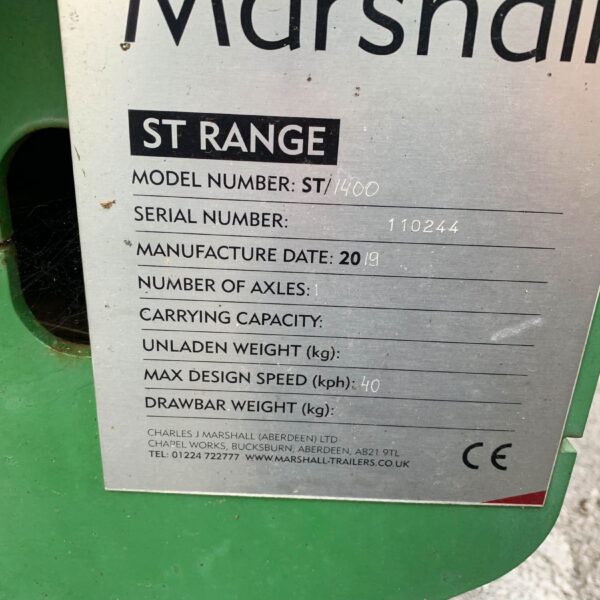 Marshall
ST RANGE
MODEL NUMBER: ST/1400
SERIAL NUMBER: 110244
MANUFACTURE DATE: 2019
NUMBER OF AXLES: 1
CARRYING CAPACITY:
UNLADEN WEIGHT (kg):
MAX DESIGN SPEED (kph): 40
DRAWBAR WEIGHT (kg):
CHARLES J MARSHALL (ABERDEEN) LTD
CHAPEL WORKS, BUCKSBURN, ABERDEEN, AB21 9TL
TEL: 01224 722777 WWW.MARSHALL-TRAILERS.CO.UK
CE